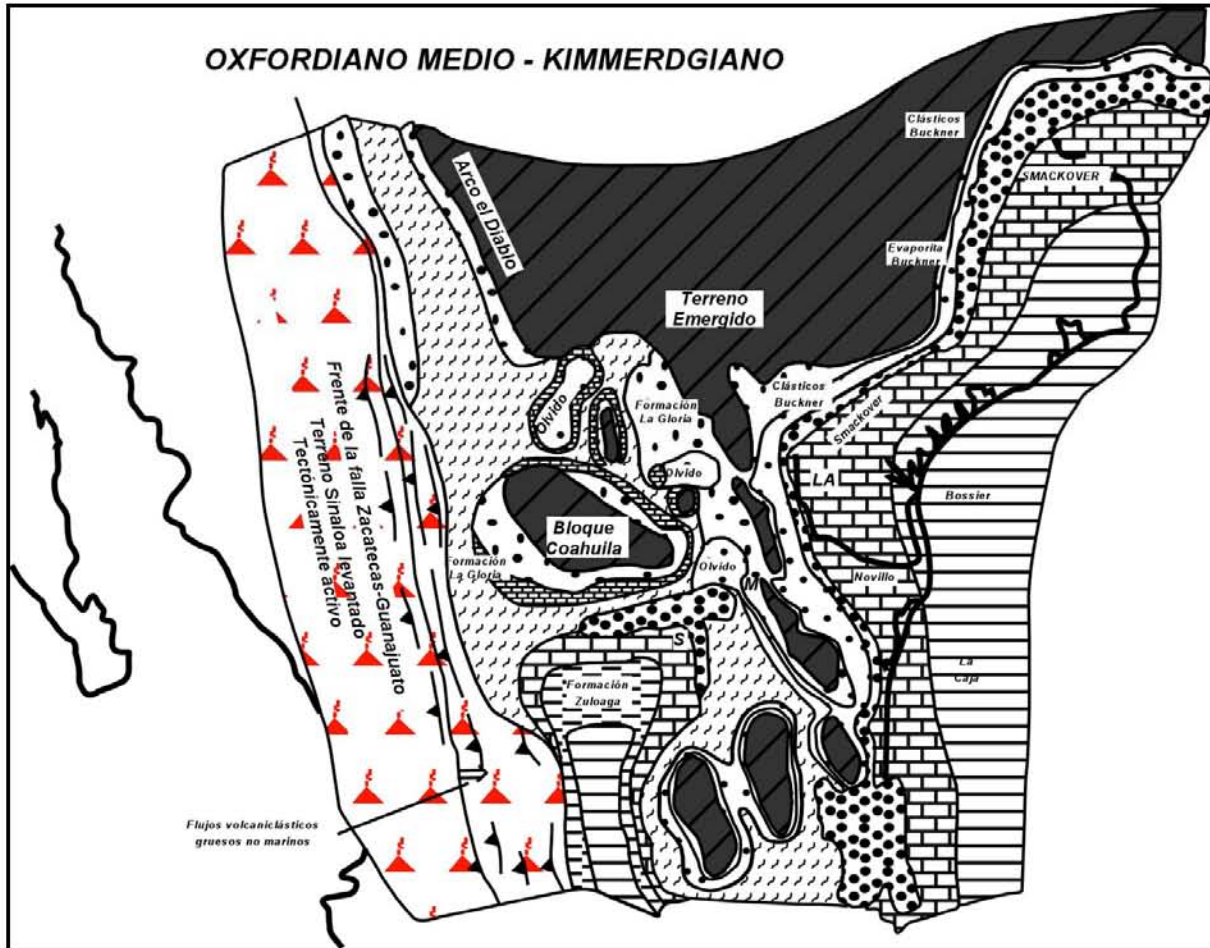 OXFORDIANO MEDIO - KIMMERDGIANO
Clásticos
Buckner
SMACKOVER
Arco el Diablo
Evaporita
Buckner
Terreno
Emergido
Clásticos
Buckner
Olvido
Formación
La Gloria
Smackover
Frente de la falla Zacatecas-Guanajuato
Terreno Sinaloa levantado
Tectónicamente activo
Olvido
LA
Bossier
Bloque
Coahuila
Formación
La Gloria
Olvido
M
Novillo
S
Formación
Zuloaga
La
Caja
Flujos volcaniclásticos
gruesos no marinos